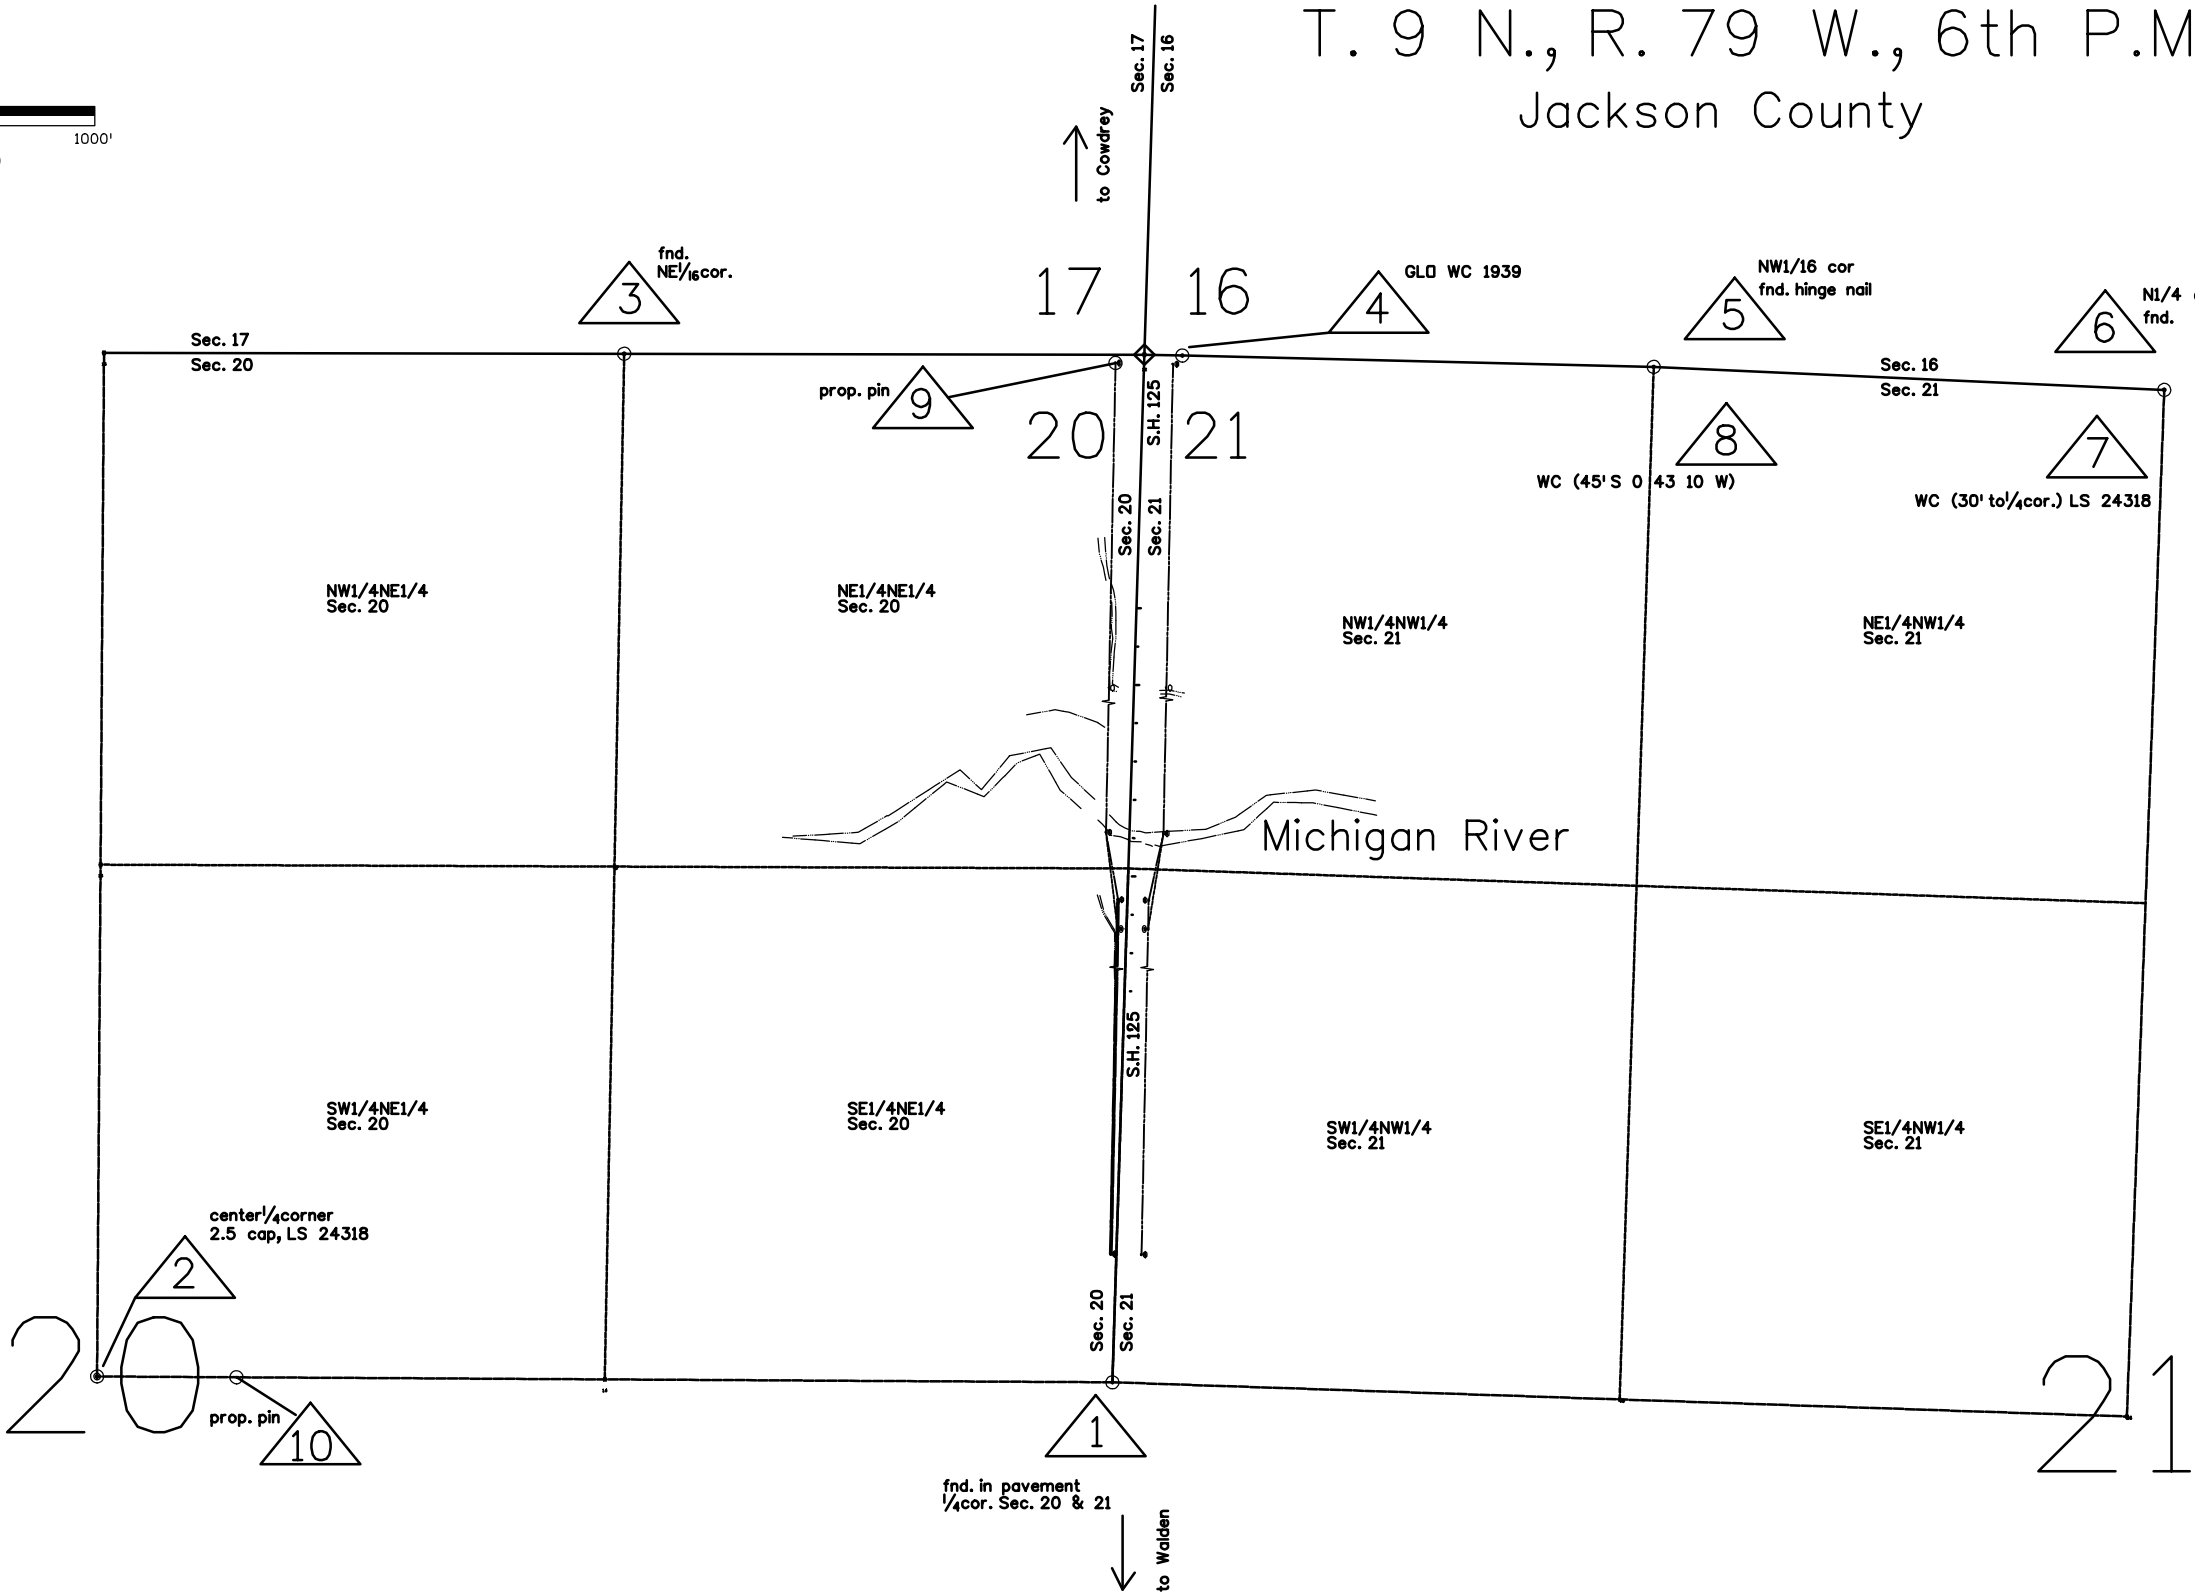 T. 9 N., R. 79 W., 6th P.M
Jackson County
1000'
Sec. 17
Sec. 16
to Cowdrey
fnd.
NE1/16cor.
3
17
16
GLO WC 1939
4
NW1/16 cor
fnd. hinge nail
5
N1/4
fnd.
6
Sec. 17
Sec. 20
Sec. 16
Sec. 21
prop. pin
9
S.H. 125
20
21
8
WC (45' S 0 43 10 W)
7
WC (30' to 1/4cor.) LS 24318
Sec. 20
Sec. 21
NW1/4NE1/4
Sec. 20
NE1/4NE1/4
Sec. 20
NW1/4NW1/4
Sec. 21
NE1/4NW1/4
Sec. 21
Michigan River
S.H. 125
SW1/4NE1/4
Sec. 20
SE1/4NE1/4
Sec. 20
SW1/4NW1/4
Sec. 21
SE1/4NW1/4
Sec. 21
center 1/4corner
2.5 cap, LS 24318
2
Sec. 20
Sec. 21
20
21
prop. pin
10
1
fnd. in pavement
1/4cor. Sec. 20 & 21
to Walden